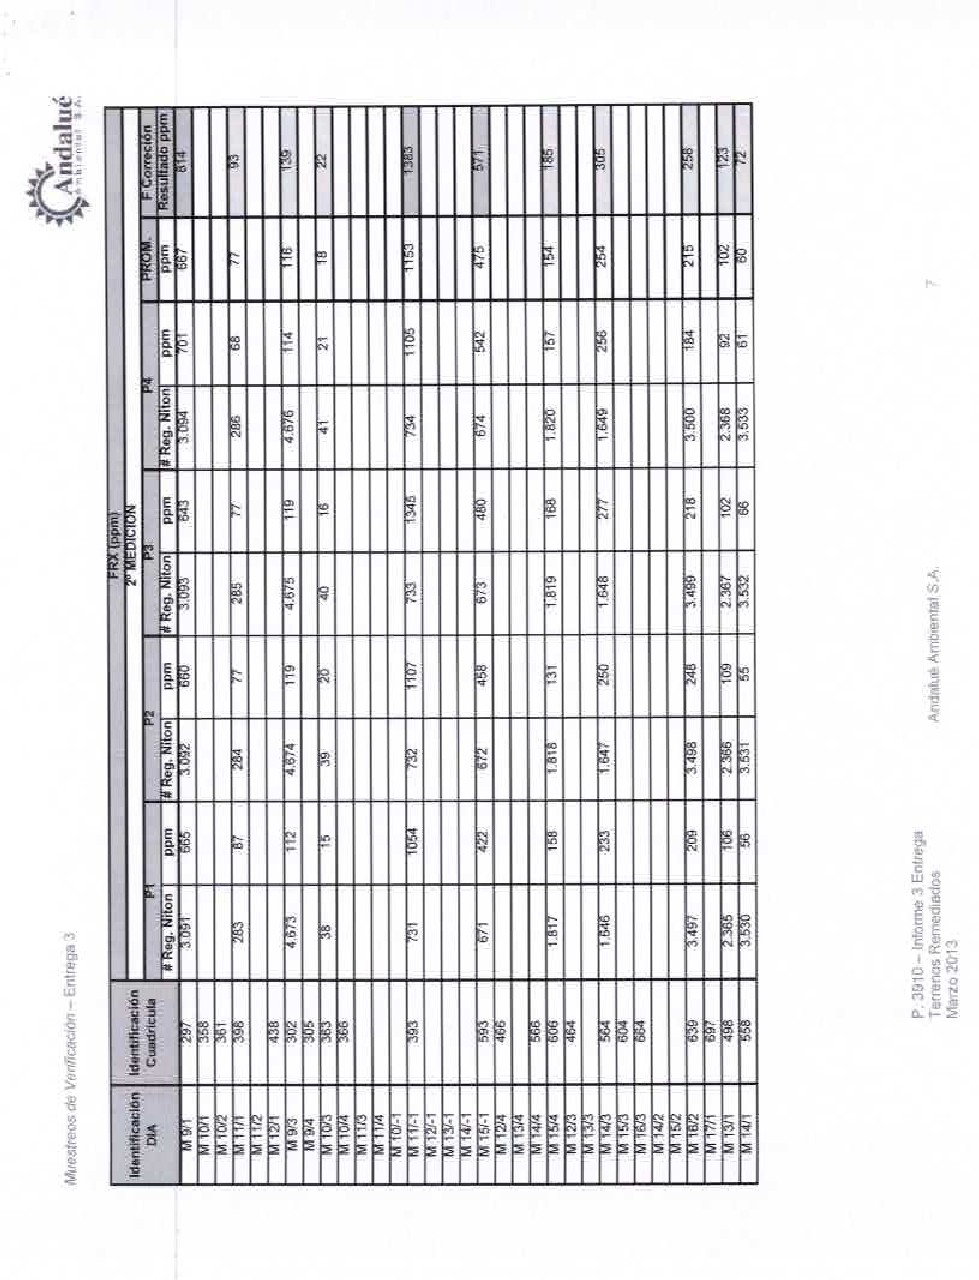 Andalué
Ambiental S.A.
Muestreos de Verificación – Entrega 3
FRX (ppm)
2º MEDICION
Identificación DIA | Identificación Cuadrícula | P1 | P2 | P3 | P4 | PROM. | F Correción
# Reg. Niton | ppm | # Reg. Niton | ppm | # Reg. Niton | ppm | # Reg. Niton | ppm | ppm | Resultado ppm
M 9/1 297 3.091 665 3.092 660 3.093 643 3.094 701 667 814
M 10/1 358
M 10/2 361
M 11/1 398 283 87 284 77 285 77 286 68 77 93
M 11/2
M 12/1 438
M 9/3 302 4.673 112 4.674 119 4.675 119 4.676 114 116 139
M 9/4 305
M 10/3 363 38 15 39 20 40 16 41 21 18 22
M 10/4 366
M 11/3
M 11/4
M 10/-1
M 11/-1 393 731 1054 732 1107 733 1345 734 1105 1153 1383
M 12/-1
M 13/-1
M 14/-1
M 15/-1 593 671 422 672 458 673 480 674 542 475 571
M 12/4 466
M 13/4
M 14/4 566
M 15/4 606 1.817 158 1.818 131 1.819 168 1.820 157 154 185
M 12/3 464
M 13/3
M 14/3 564 1.646 233 1.647 250 1.648 277 1.649 256 254 305
M 15/3 604
M 16/3 664
M 14/2
M 15/2
M 16/2 639 3.497 209 3.498 248 3.499 218 3.500 184 215 258
M 17/1 697
M 13/1 498 2.365 106 2.366 109 2.367 102 2.368 92 102 123
M 14/1 558 3.530 56 3.531 55 3.532 66 3.533 61 60 72
P. 3910 – Informe 3 Entrega
Terrenos Remediados
Marzo 2013
Andalué Ambiental S.A.
7